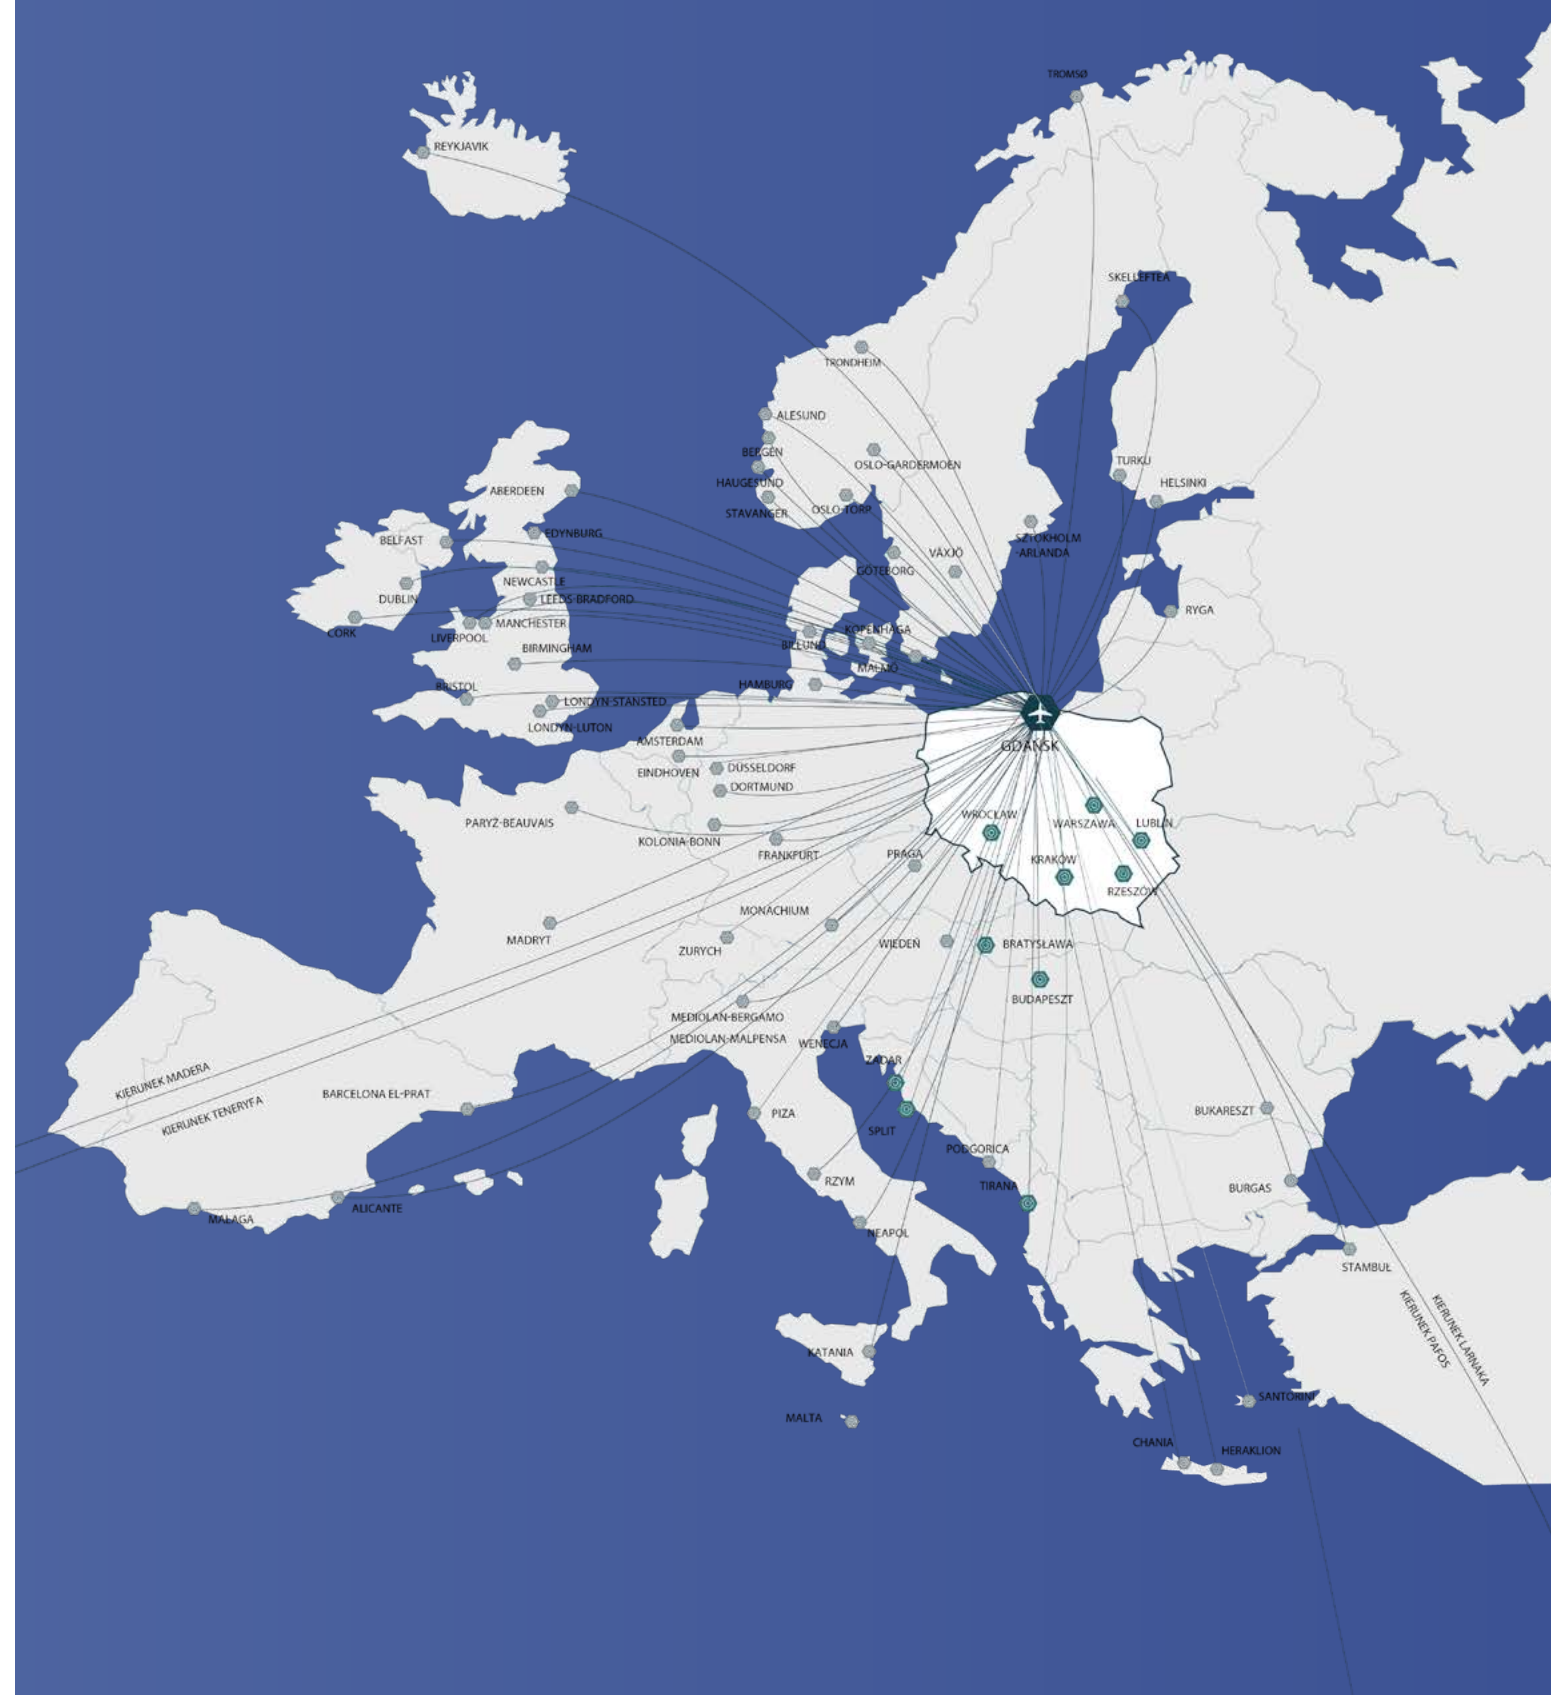 TROMSØ
REYKJAVIK
SKELLEFTEA
TRONDHEIM
ALESUND
BERGEN
OSLO-GARDERMOEN
TURKU
HAUGESUND
HELSINKI
ABERDEEN
STAVANGER
OSLO-TORP
EDYNBURG
SZTOKHOLM
-ARLANDA
BELFAST
VÄXJÖ
GÖTEBORG
NEWCASTLE
DUBLIN
LEEDS-BRADFORD
RYGA
CORK
LIVERPOOL
MANCHESTER
KOPENHAGA
BILLUND
BIRMINGHAM
MALMÖ
BRISTOL
HAMBURG
LONDYN-STANSTED
LONDYN-LUTON
AMSTERDAM
GDAŃSK
EINDHOVEN
DÜSSELDORF
DORTMUND
PARYŻ-BEAUVAIS
WROCŁAW
WARSZAWA
LUBLIN
KOLONIA-BONN
FRANKFURT
PRAGA
KRAKÓW
RZESZÓW
MONACHIUM
MADRYT
ZURYCH
WIEDEŃ
BRATYSŁAWA
BUDAPESZT
MEDIOLAN-BERGAMO
MEDIOLAN-MALPENSA
WENECJA
ZADAR
KIERUNEK MADERA
KIERUNEK TENERYFA
BARCELONA EL-PRAT
PIZA
BUKARESZT
SPLIT
PODGORICA
RZYM
TIRANA
BURGAS
MALAGA
ALICANTE
NEAPOL
STAMBUŁ
KIERUNEK LARNAKA
KIERUNEK PAFOS
KATANIA
SANTORINI
MALTA
CHANIA
HERAKLION